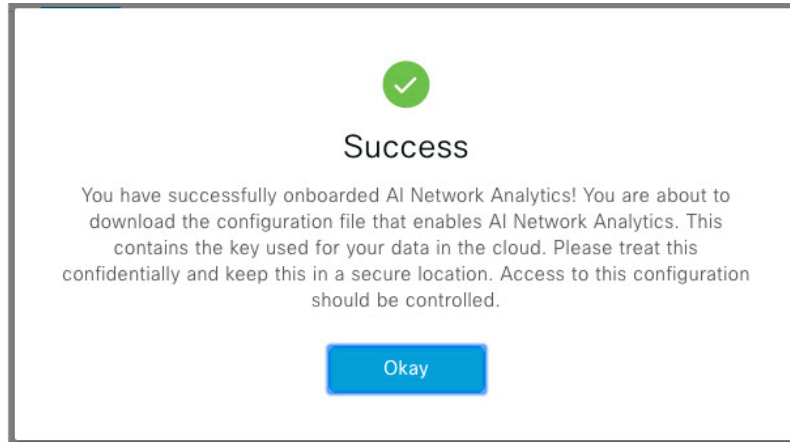 Success
You have successfully onboarded AI Network Analytics! You are about to
download the configuration file that enables AI Network Analytics. This
contains the key used for your data in the cloud. Please treat this
confidentially and keep this in a secure location. Access to this configuration
should be controlled.
Okay